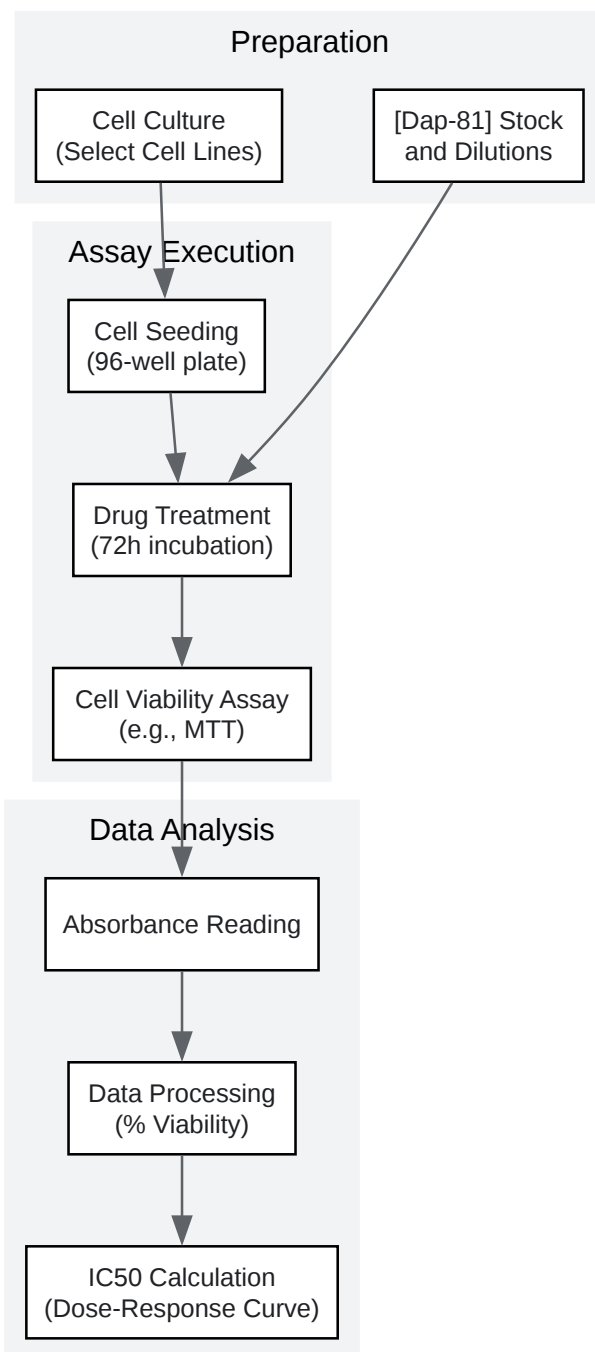 Preparation
Cell Culture
(Select Cell Lines)
[Dap-81] Stock
and Dilutions
Assay Execution
Cell Seeding
(96-well plate)
Drug Treatment
(72h incubation)
Cell Viability Assay
(e.g., MTT)
Data Analysis
Absorbance Reading
Data Processing
(% Viability)
IC50 Calculation
(Dose-Response Curve)